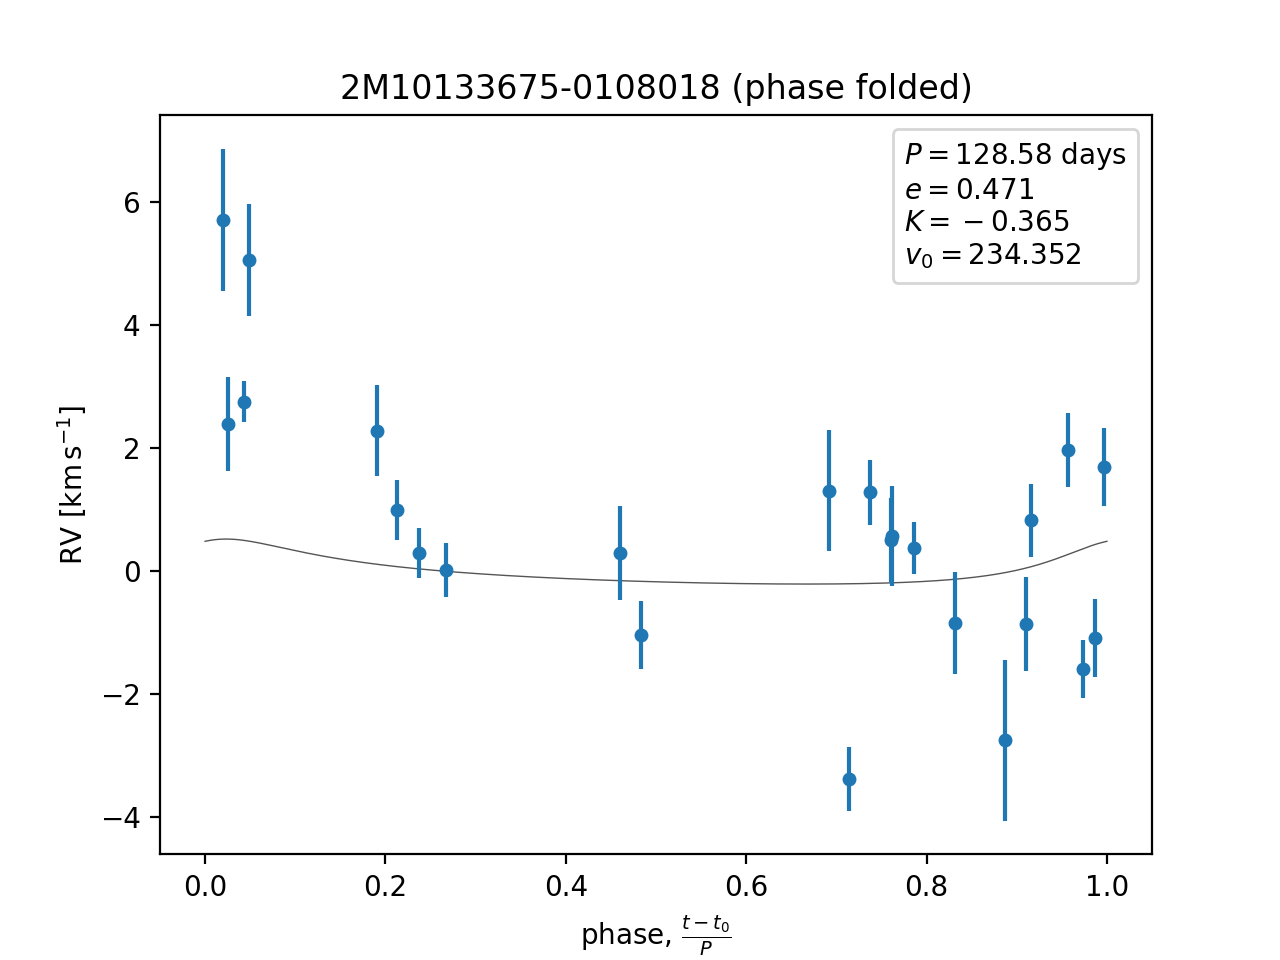 2M10133675-0108018 (phase folded)
P = 128.58 days
e = 0.471
K = −0.365
v₀ = 234.352
6
4
2
0
−2
−4
RV [km s⁻¹]
0.0 0.2 0.4 0.6 0.8 1.0
phase, (t − t₀)/P